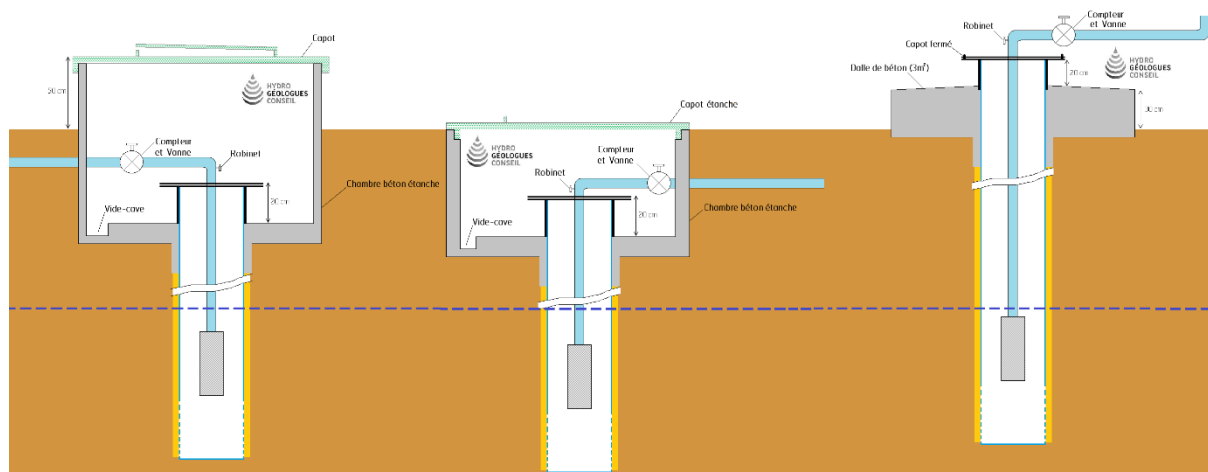 Capot
50 cm
HYDRO
GÉOLOGUES
CONSEIL
Compteur
et Vanne
Robinet
20 cm
Chambre béton étanche
Vide-cave
Capot étanche
HYDRO
GÉOLOGUES
CONSEIL
Compteur
et Vanne
Robinet
20 cm
Chambre béton étanche
Vide-cave
Robinet
Compteur
et Vanne
Capot fermé
HYDRO
GÉOLOGUES
CONSEIL
Dalle de béton (3m²)
20 cm
30 cm